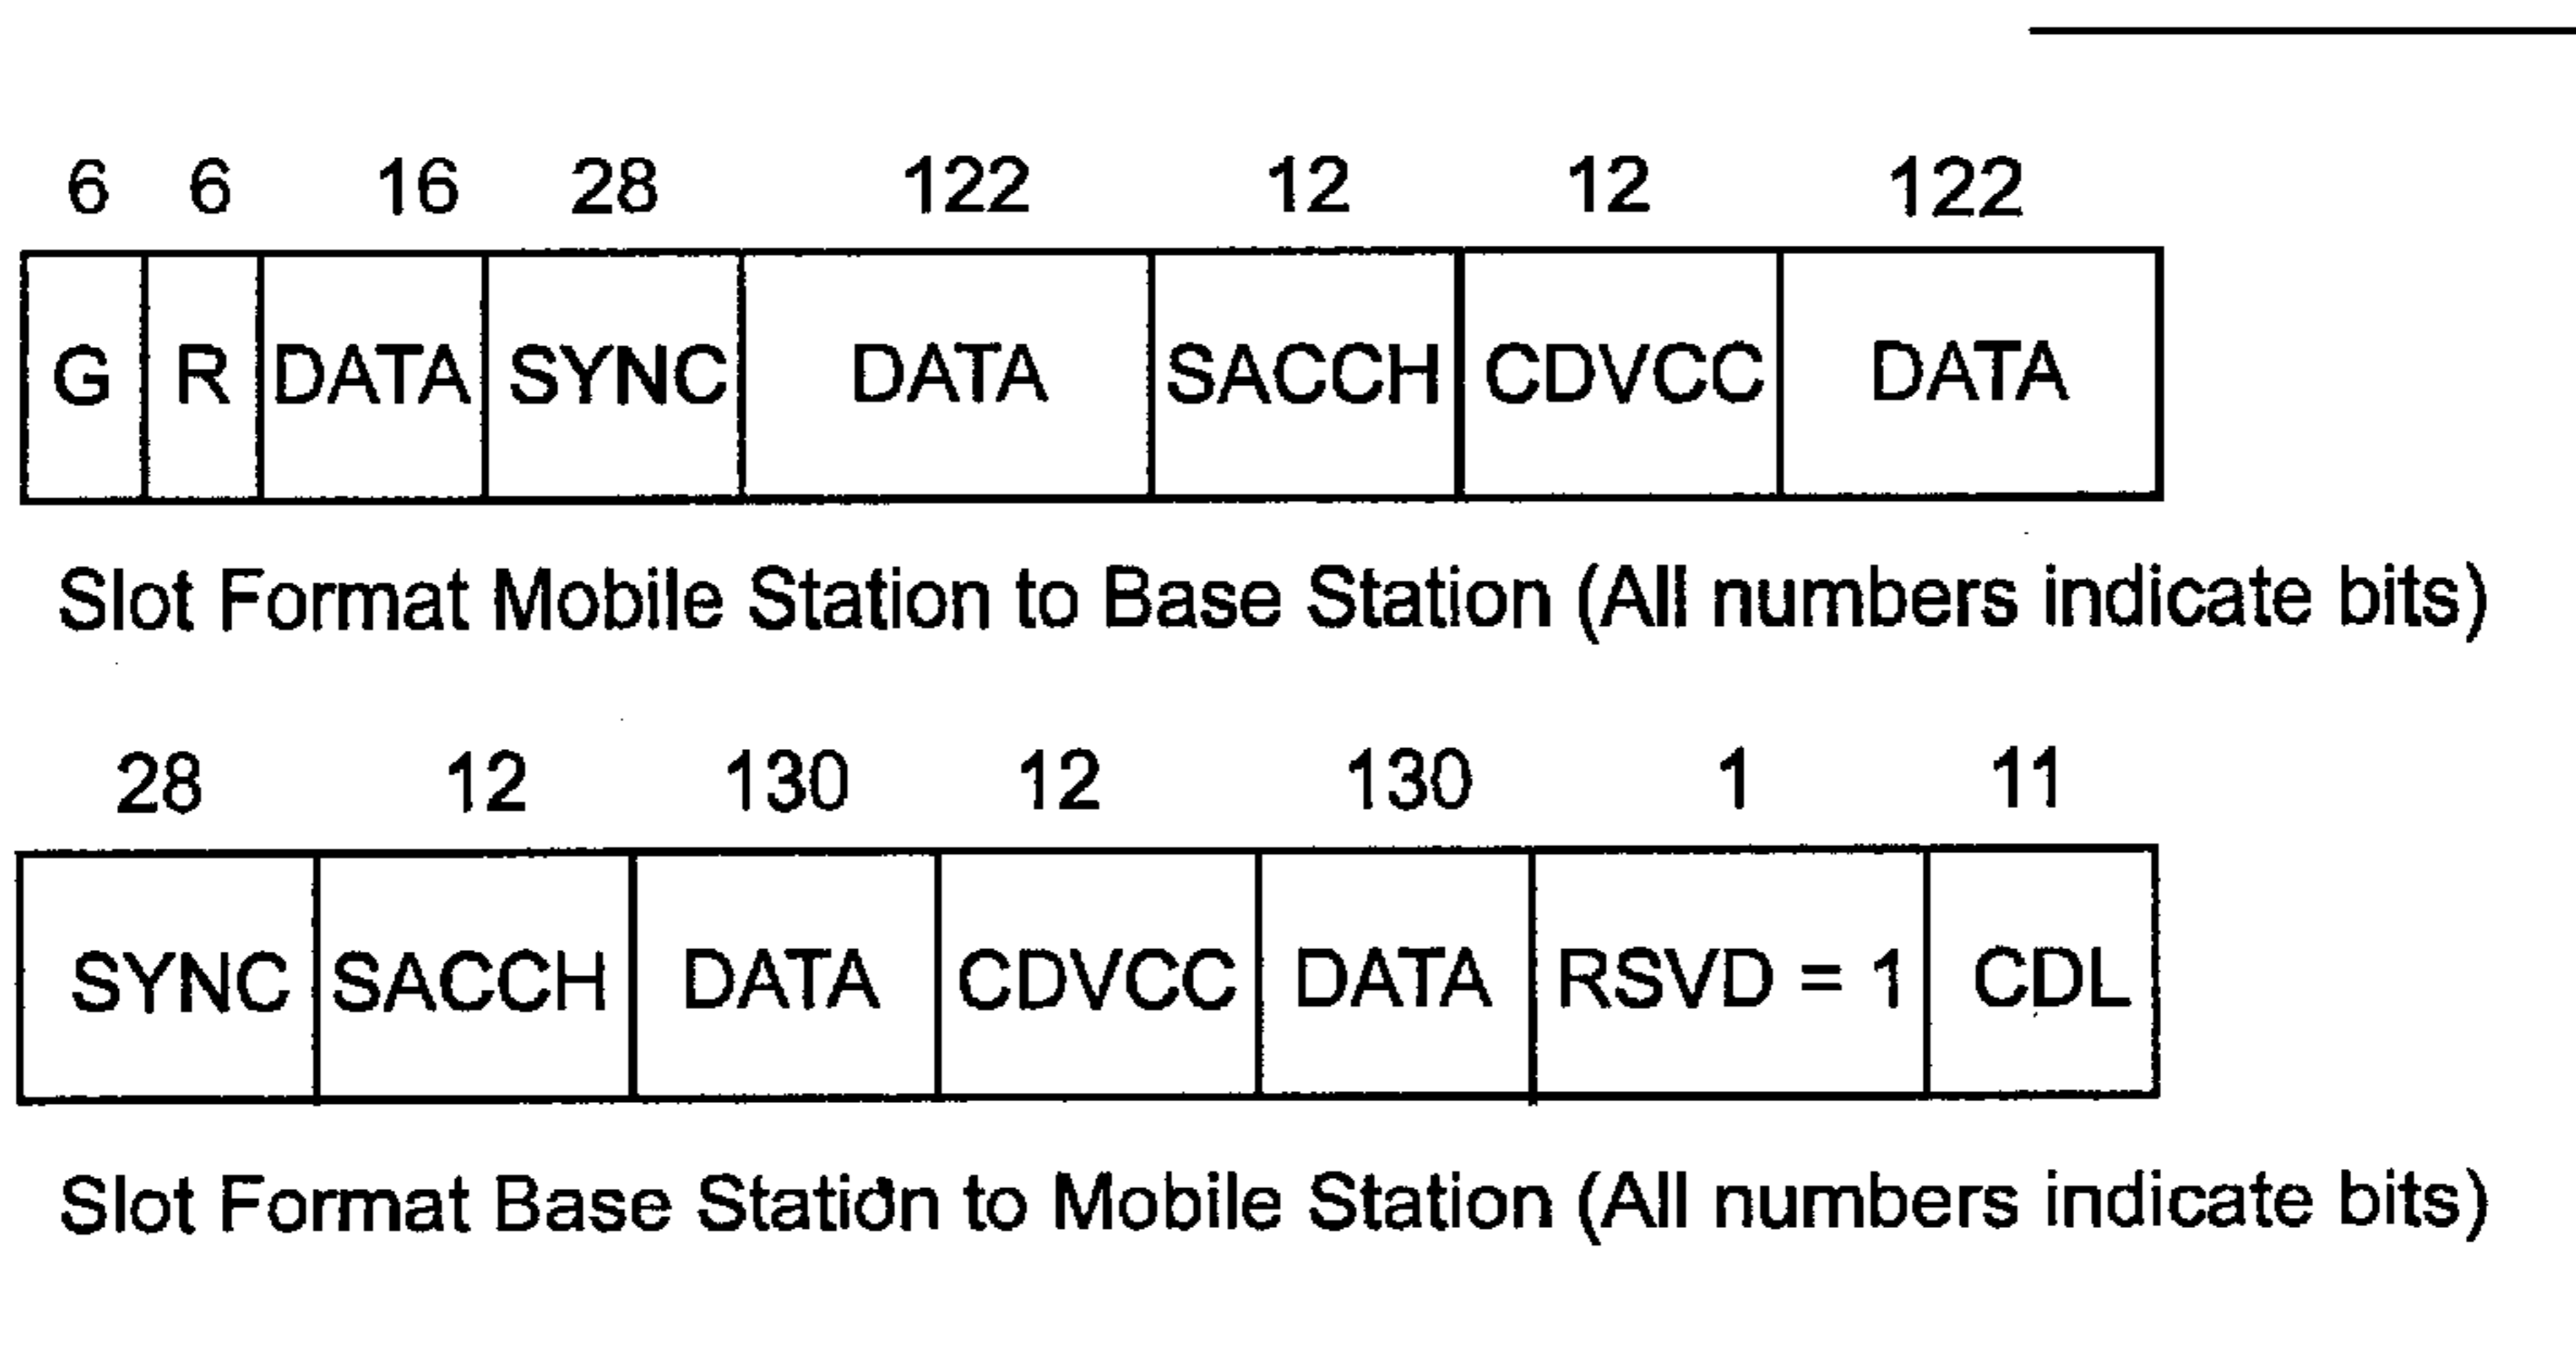 6 6 16 28 122 12 12 122
G R DATA SYNC DATA SACCH CDVCC DATA
Slot Format Mobile Station to Base Station (All numbers indicate bits)
28 12 130 12 130 1 11
SYNC SACCH DATA CDVCC DATA RSVD = 1 CDL
Slot Format Base Station to Mobile Station (All numbers indicate bits)